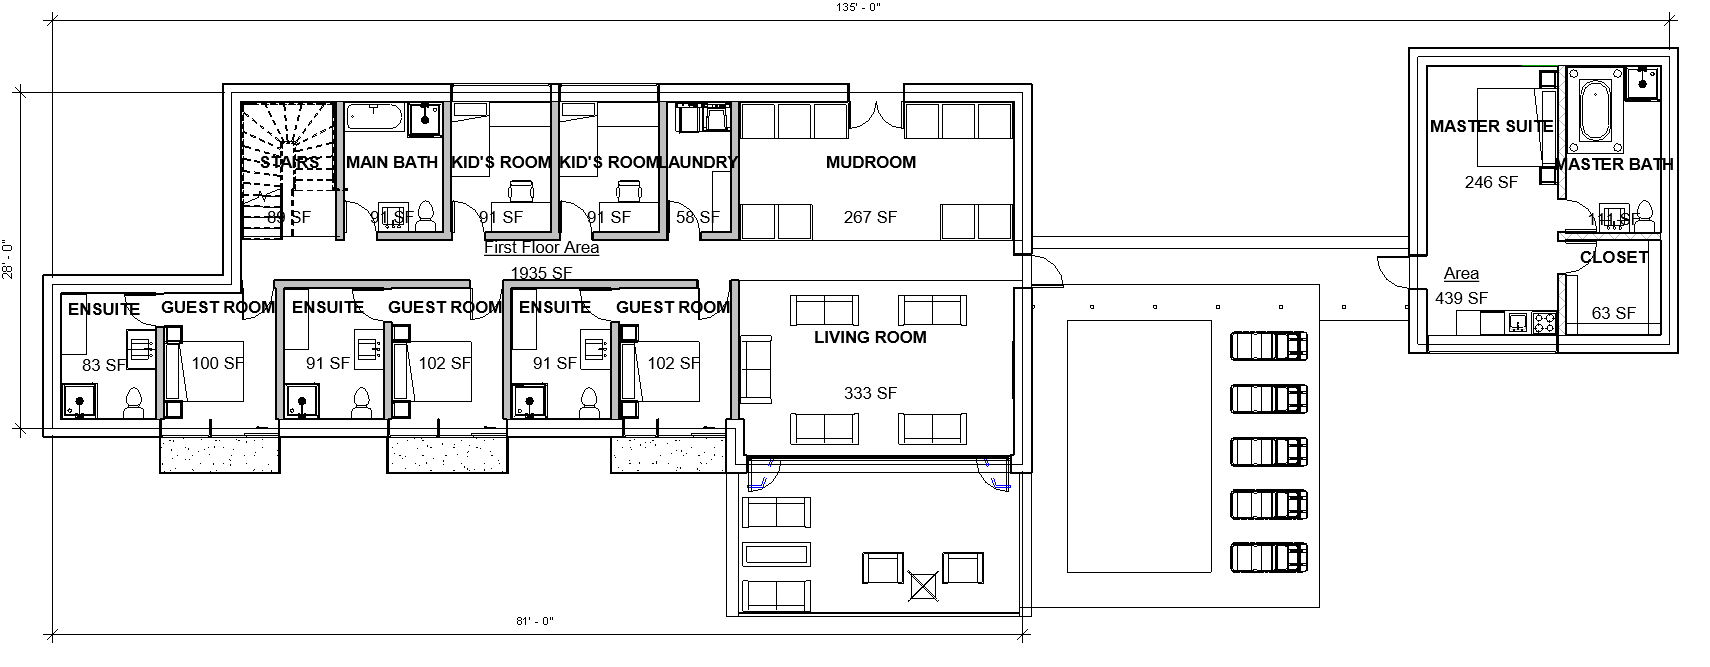 135' - 0"
MASTER SUITE
246 SF
MASTER BATH
111 SF
STAIRS
89 SF
MAIN BATH
91 SF
KID'S ROOM
91 SF
KID'S ROOM
91 SF
LAUNDRY
58 SF
MUDROOM
267 SF
28' - 0"
First Floor Area
1935 SF
CLOSET
63 SF
Area
439 SF
ENSUITE
83 SF
GUEST ROOM
100 SF
ENSUITE
91 SF
GUEST ROOM
102 SF
ENSUITE
91 SF
GUEST ROOM
102 SF
LIVING ROOM
333 SF
81' - 0"